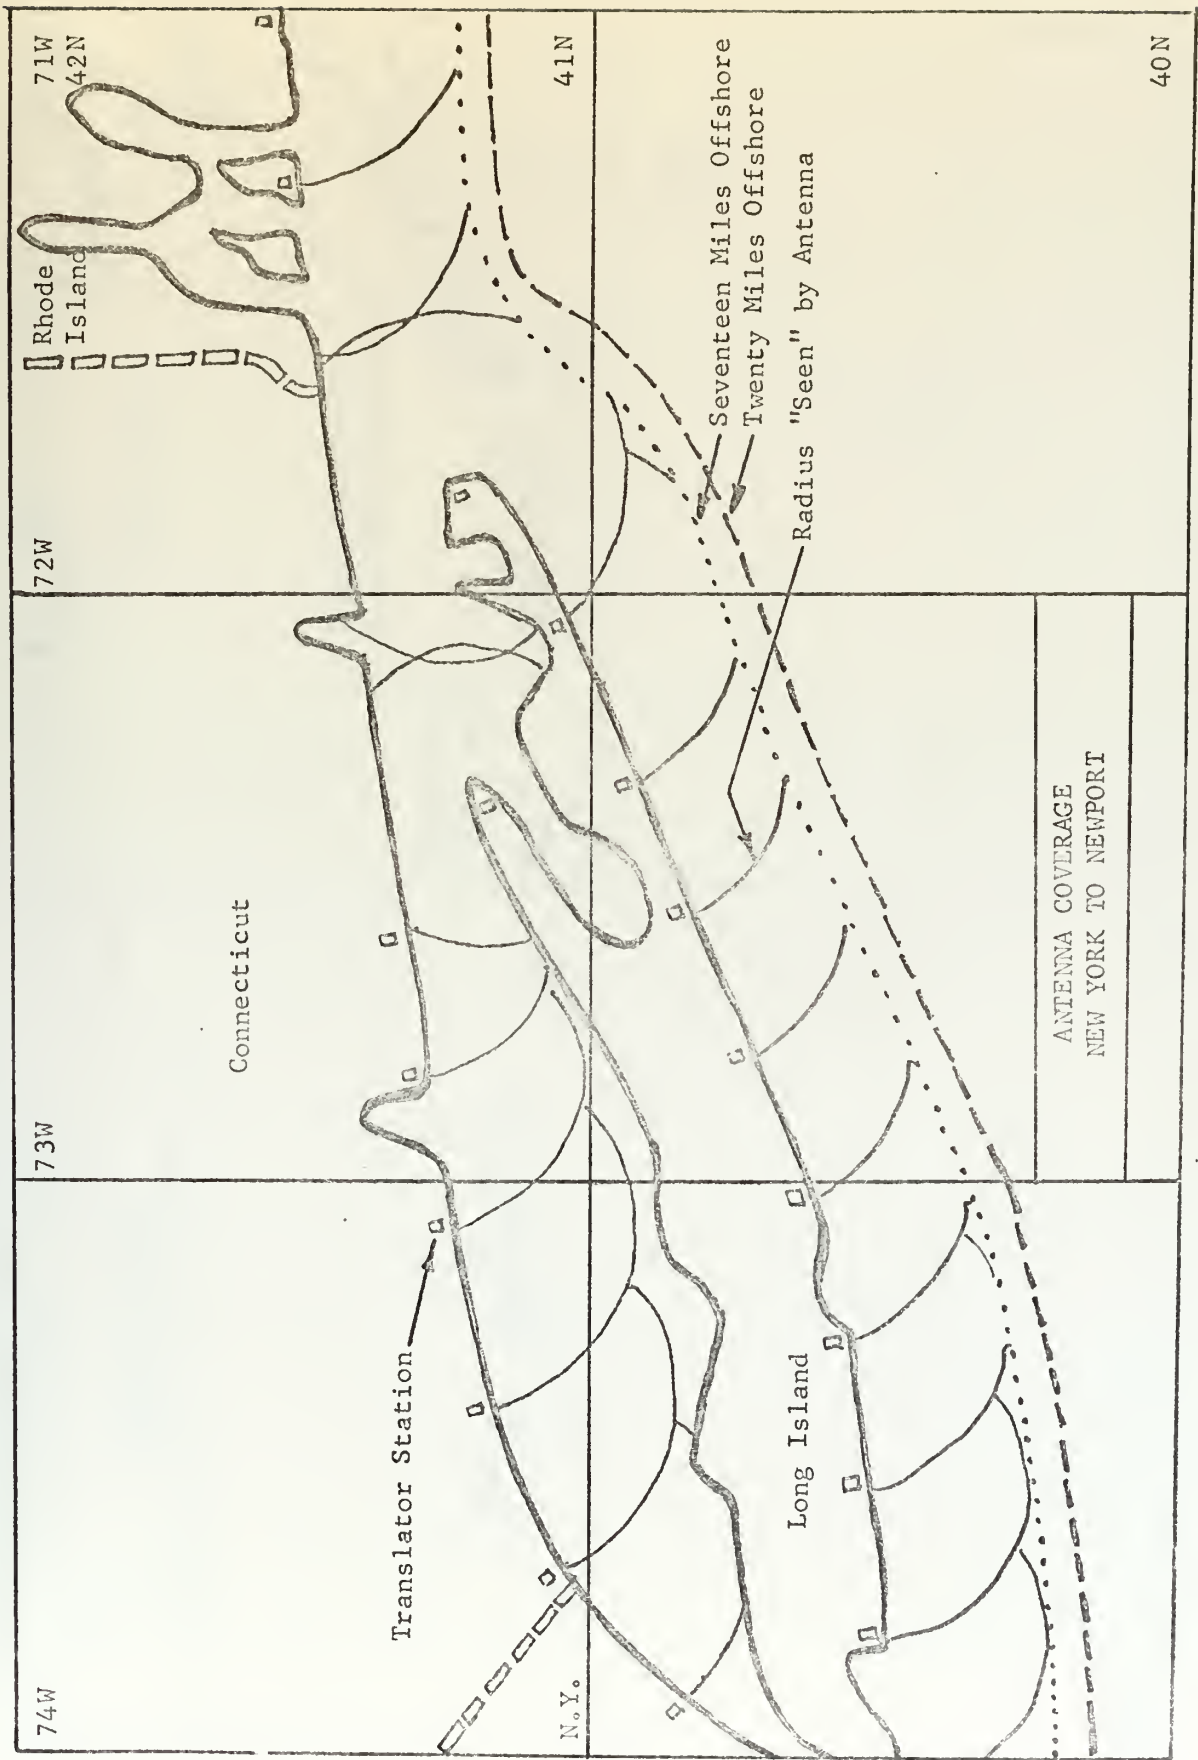 74W
73W
72W
71W
42N
Rhode
Island
Connecticut
Translator Station
41N
N.Y.
Long Island
Seventeen Miles Offshore
Twenty Miles Offshore
Radius "Seen" by Antenna
40N
ANTENNA COVERAGE
NEW YORK TO NEWPORT